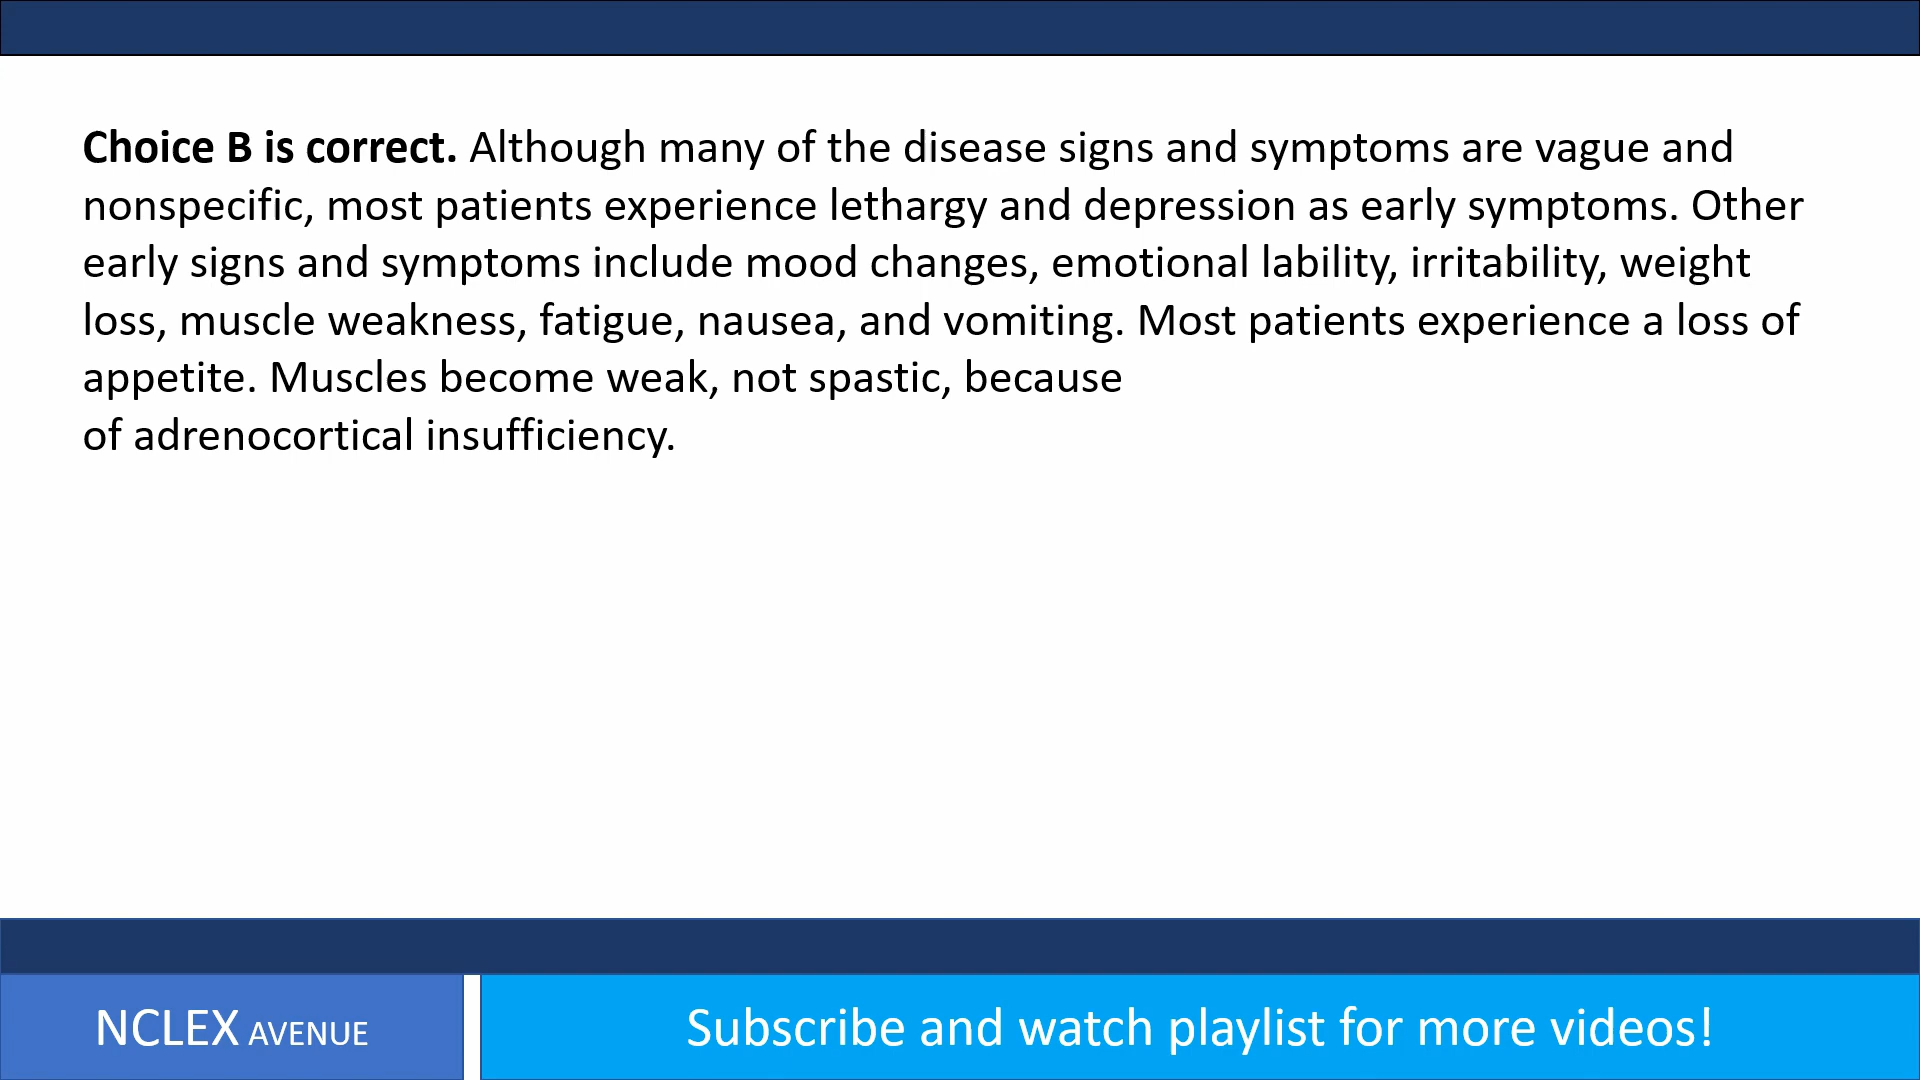 Choice B is correct. Although many of the disease signs and symptoms are vague and
nonspecific, most patients experience lethargy and depression as early symptoms. Other
early signs and symptoms include mood changes, emotional lability, irritability, weight
loss, muscle weakness, fatigue, nausea, and vomiting. Most patients experience a loss of
appetite. Muscles become weak, not spastic, because
of adrenocortical insufficiency.
NCLEX AVENUE
Subscribe and watch playlist for more videos!